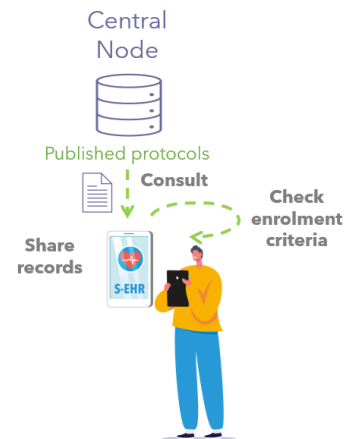 Central
Node
Published protocols
Consult
Check
enrolment
criteria
Share
records
S-EHR